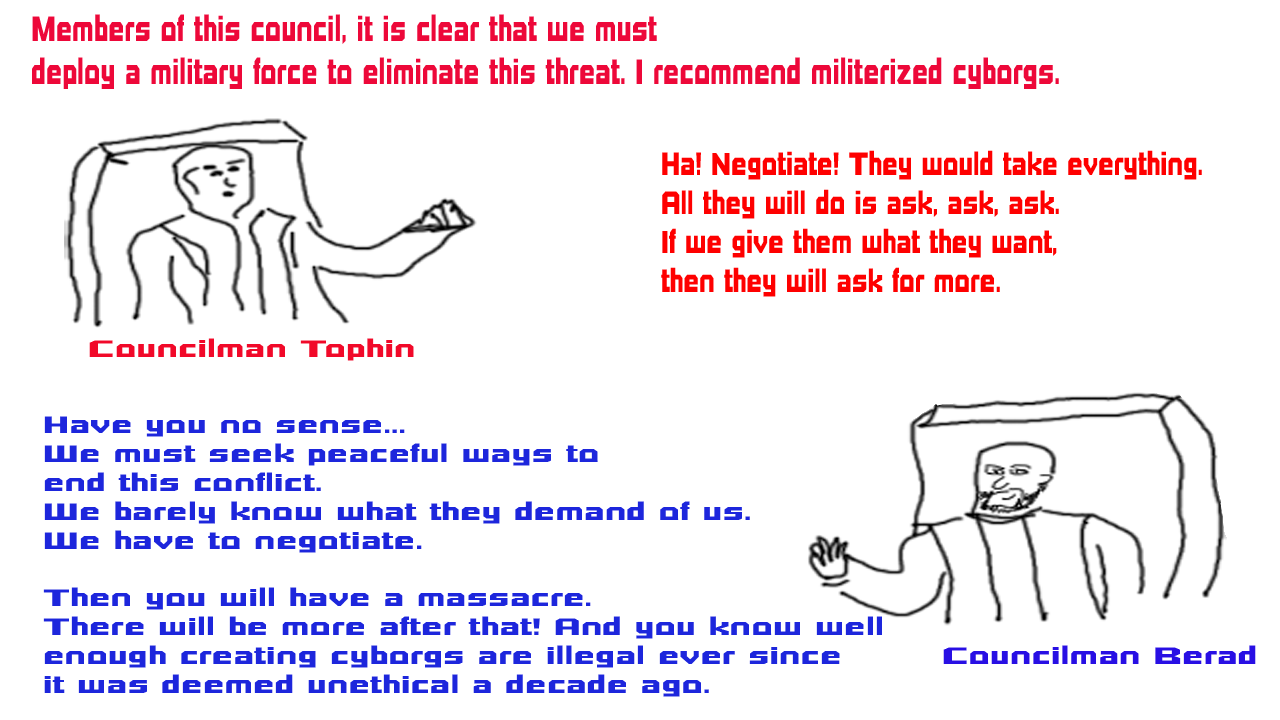 Members of this council, it is clear that we must
deploy a military force to eliminate this threat. I recommend militerized cyborgs.
Ha! Negotiate! They would take everything.
All they will do is ask, ask, ask.
If we give them what they want,
then they will ask for more.
Councilman Tophin
Have you no sense...
We must seek peaceful ways to
end this conflict.
We barely know what they demand of us.
We have to negotiate.
Then you will have a massacre.
There will be more after that! And you know well
enough creating cyborgs are illegal ever since
it was deemed unethical a decade ago.
Councilman Berad